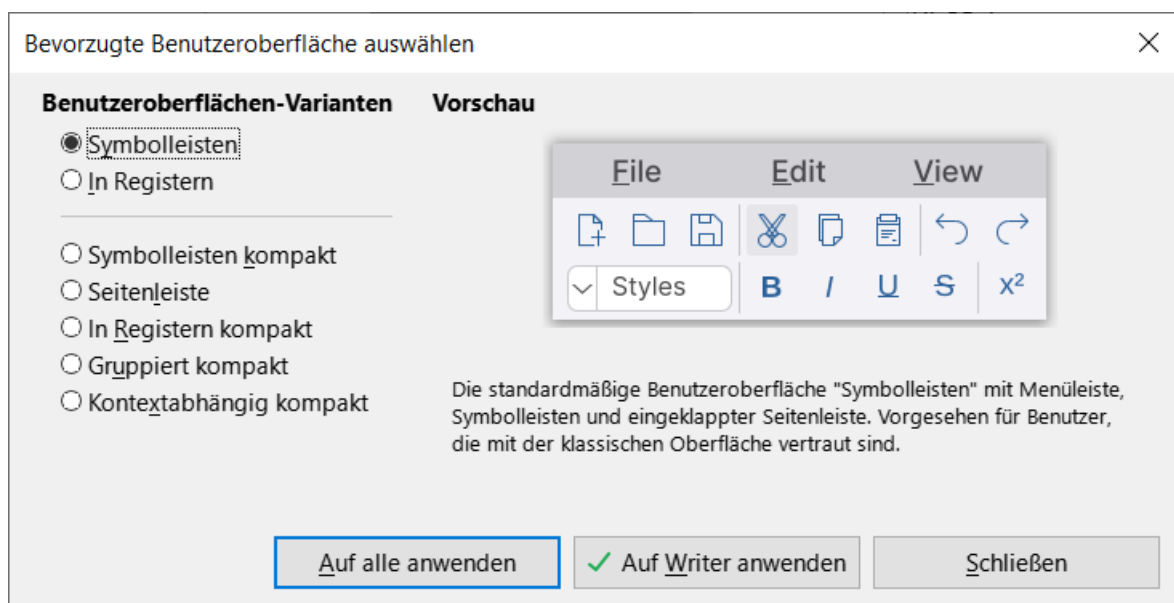 Bevorzugte Benutzeroberfläche auswählen
Benutzeroberflächen-Varianten
Symbolleisten
In Registern
Symbolleisten kompakt
Seitenleiste
In Registern kompakt
Gruppiert kompakt
Kontextabhängig kompakt
Vorschau
File Edit View
Styles B I U S X²
Die standardmäßige Benutzeroberfläche "Symbolleisten" mit Menüleiste,
Symbolleisten und eingeklappter Seitenleiste. Vorgesehen für Benutzer,
die mit der klassischen Oberfläche vertraut sind.
Auf alle anwenden Auf Writer anwenden Schließen